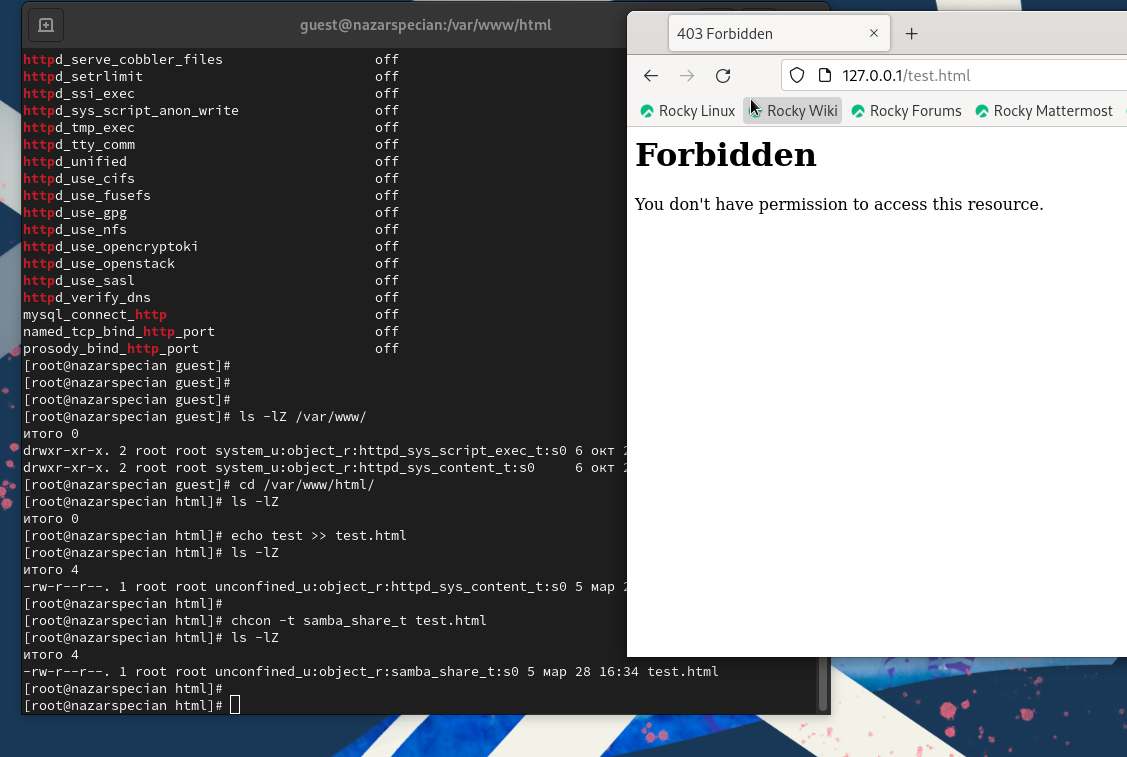 guest@nazarspecian:/var/www/html
httpd_serve_cobbler_files off
httpd_setrlimit off
httpd_ssi_exec off
httpd_sys_script_anon_write off
httpd_tmp_exec off
httpd_tty_comm off
httpd_unified off
httpd_use_cifs off
httpd_use_fusefs off
httpd_use_gpg off
httpd_use_nfs off
httpd_use_opencryptoki off
httpd_use_openstack off
httpd_use_sasl off
httpd_verify_dns off
mysql_connect_http off
named_tcp_bind_http_port off
prosody_bind_http_port off
[root@nazarspecian guest]#
[root@nazarspecian guest]#
[root@nazarspecian guest]#
[root@nazarspecian guest]# ls -lZ /var/www/
итого 0
drwxr-xr-x. 2 root root system_u:object_r:httpd_sys_script_exec_t:s0 6 окт
drwxr-xr-x. 2 root root system_u:object_r:httpd_sys_content_t:s0 6 окт
[root@nazarspecian guest]# cd /var/www/html/
[root@nazarspecian html]# ls -lZ
итого 0
[root@nazarspecian html]# echo test >> test.html
[root@nazarspecian html]# ls -lZ
итого 4
-rw-r--r--. 1 root root unconfined_u:object_r:httpd_sys_content_t:s0 5 мар
[root@nazarspecian html]#
[root@nazarspecian html]# chcon -t samba_share_t test.html
[root@nazarspecian html]# ls -lZ
итого 4
-rw-r--r--. 1 root root unconfined_u:object_r:samba_share_t:s0 5 мар 28 16:34 test.html
[root@nazarspecian html]#
[root@nazarspecian html]#
403 Forbidden
127.0.0.1/test.html
Rocky Linux Rocky Wiki Rocky Forums Rocky Mattermost
Forbidden
You don't have permission to access this resource.